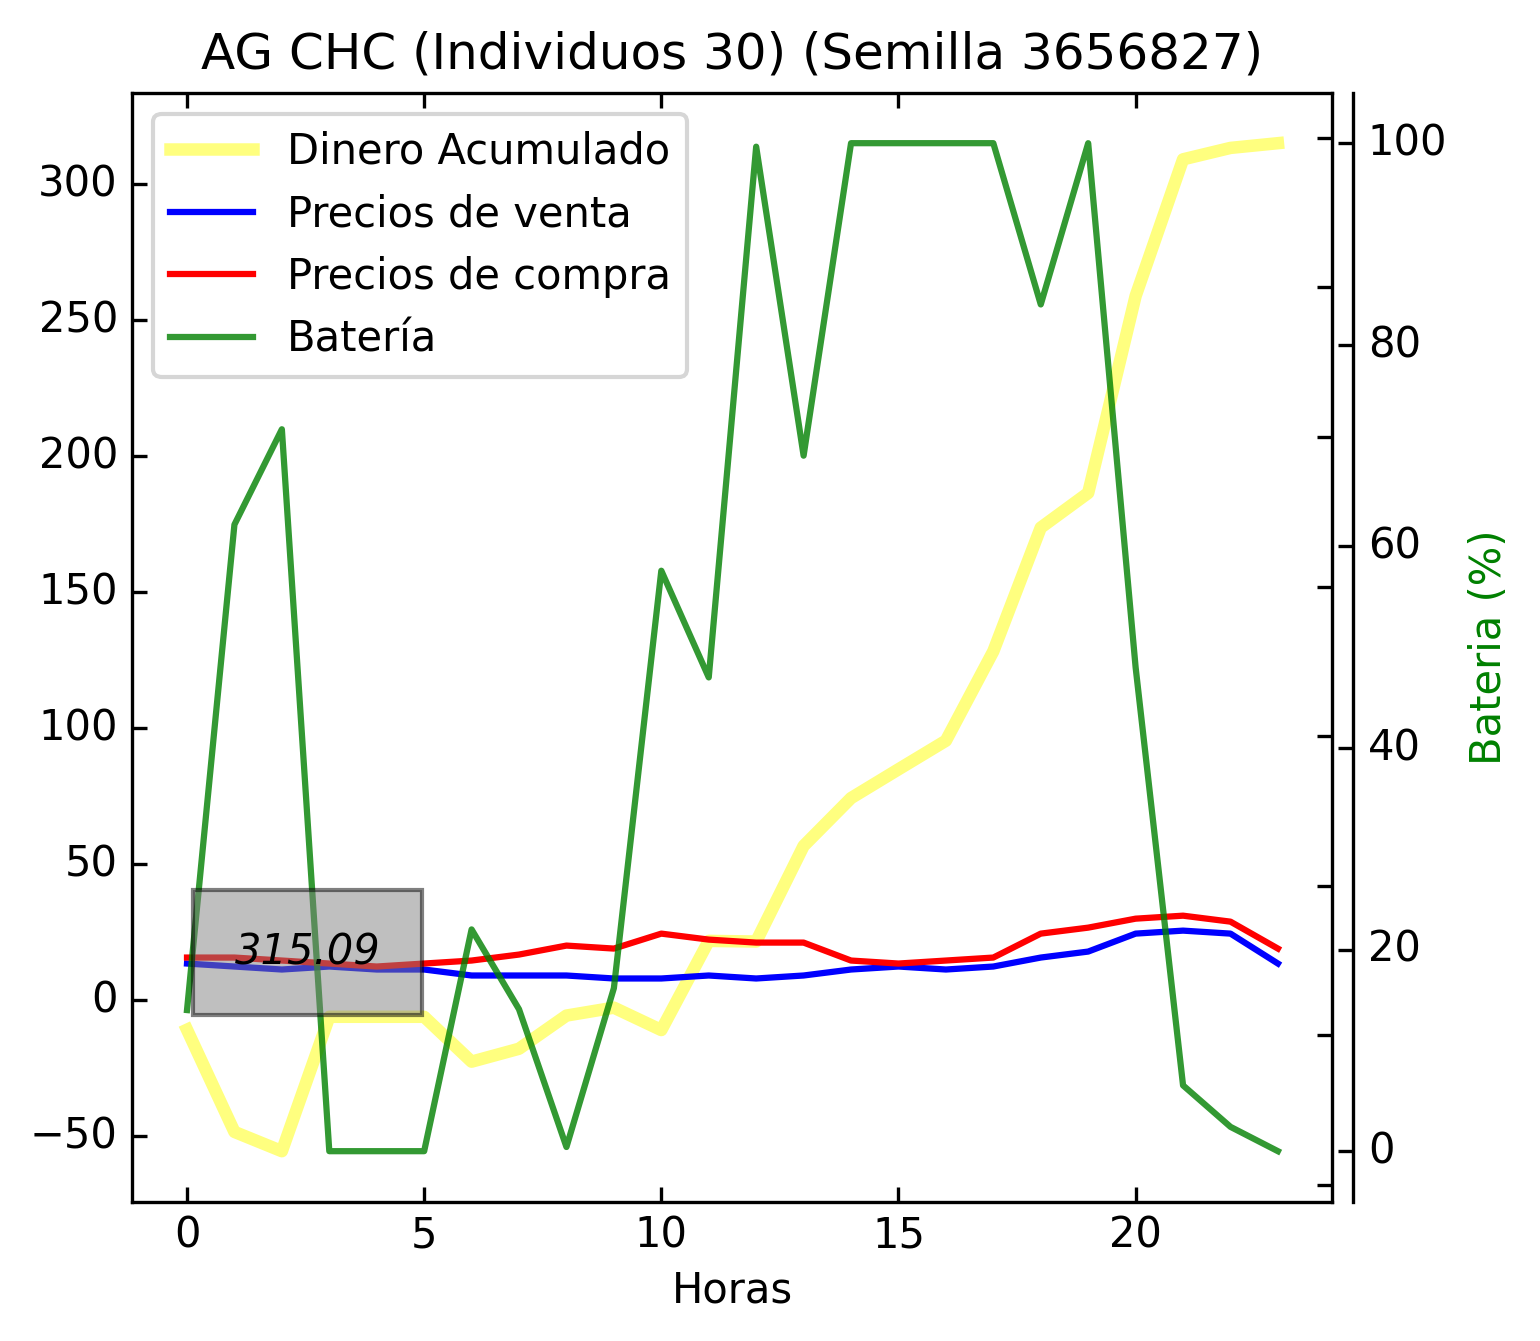 AG CHC (Individuos 30) (Semilla 3656827)
Dinero Acumulado
Precios de venta
Precios de compra
Batería
300
250
200
150
100
50
0
−50
315.09
100
80
60
40
20
0
Bateria (%)
0 5 10 15 20
Horas